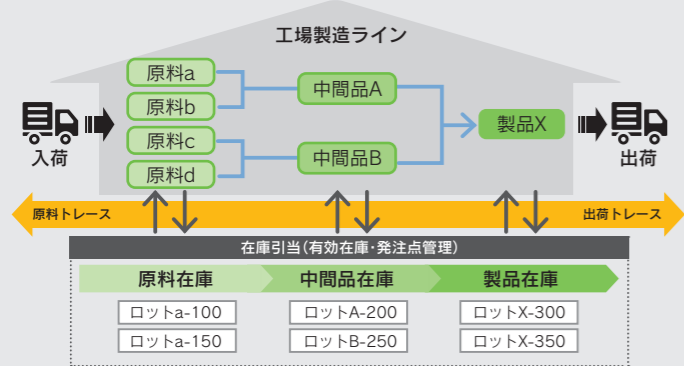 工場製造ライン
原料a
原料b
原料c
原料d
中間品A
中間品B
製品X
入荷
出荷
原料トレース
出荷トレース
在庫引当(有効在庫・発注点管理)
原料在庫
中間品在庫
製品在庫
ロットa-100
ロットA-200
ロットX-300
ロットa-150
ロットB-250
ロットX-350